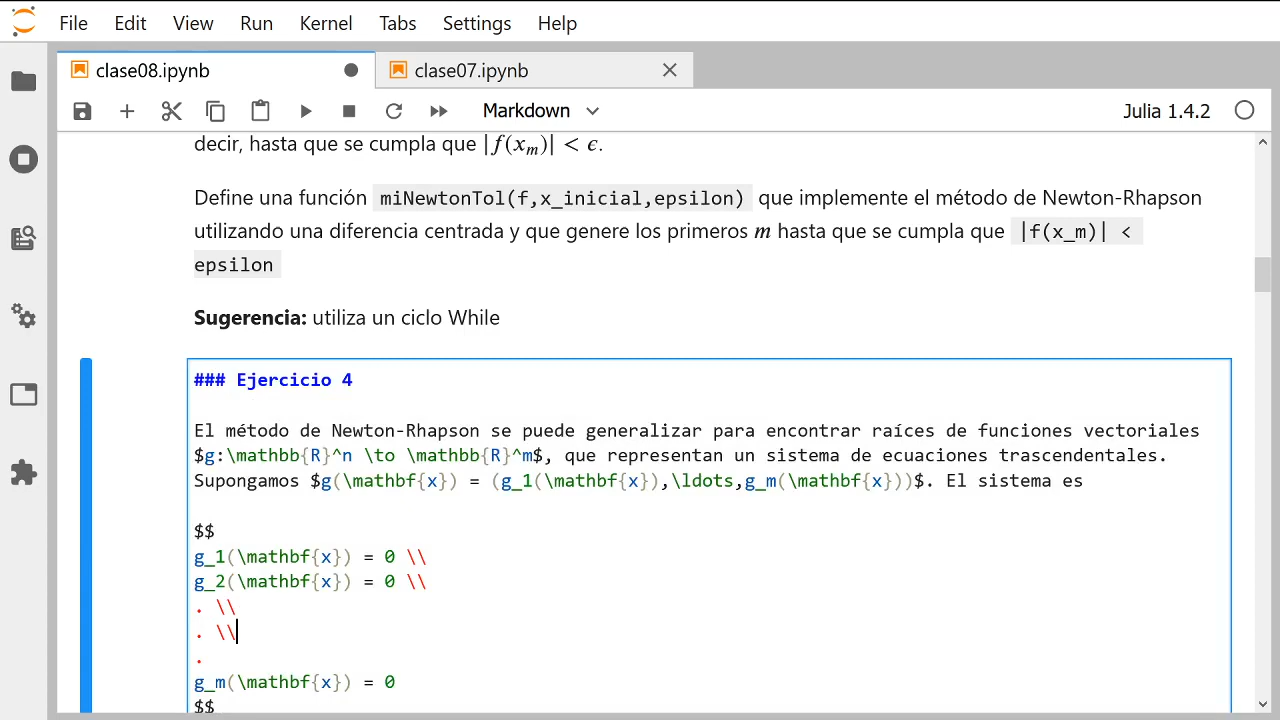 File Edit View Run Kernel Tabs Settings Help
clase08.ipynb clase07.ipynb
Markdown Julia 1.4.2
decir, hasta que se cumpla que |f(xₘ)| < ϵ.
Define una función miNewtonTol(f,x_inicial,epsilon) que implemente el método de Newton-Rhapson
utilizando una diferencia centrada y que genere los primeros m hasta que se cumpla que |f(x_m)| <
epsilon
Sugerencia: utiliza un ciclo While
### Ejercicio 4
El método de Newton-Rhapson se puede generalizar para encontrar raíces de funciones vectoriales
$g:\mathbb{R}^n \to \mathbb{R}^m$, que representan un sistema de ecuaciones trascendentales.
Supongamos $g(\mathbf{x}) = (g_1(\mathbf{x}),\ldots,g_m(\mathbf{x}))$. El sistema es
$$
g_1(\mathbf{x}) = 0 \\
g_2(\mathbf{x}) = 0 \\
. \\
. \\
.
g_m(\mathbf{x}) = 0
$$